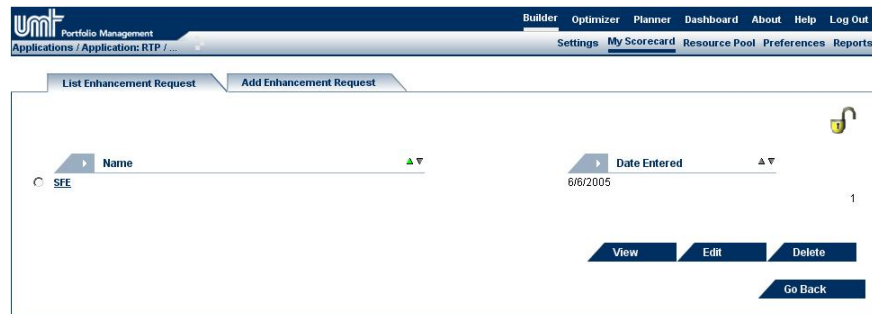 umt Portfolio Management
Builder Optimizer Planner Dashboard About Help Log Out
Applications / Application: RTP / ...
Settings My Scorecard Resource Pool Preferences Reports
List Enhancement Request Add Enhancement Request
Name Date Entered
SFE 6/6/2005
1
View Edit Delete
Go Back